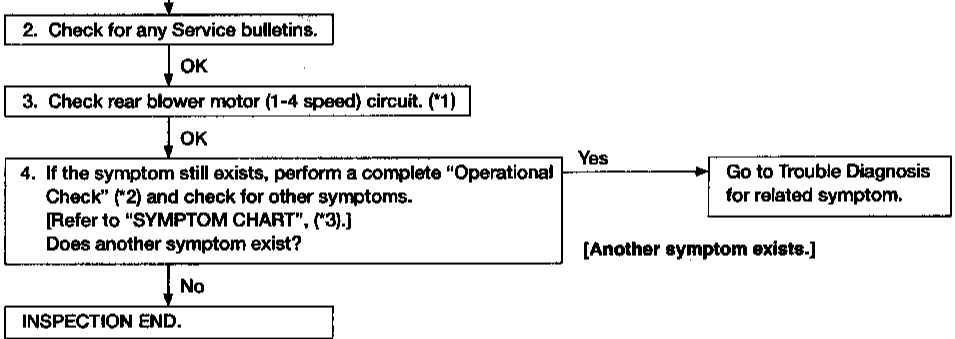 2. Check for any Service bulletins.
OK
3. Check rear blower motor (1-4 speed) circuit. (*1)
OK
4. If the symptom still exists, perform a complete "Operational
Check" (*2) and check for other symptoms.
[Refer to "SYMPTOM CHART", (*3).]
Does another symptom exist?
Yes
Go to Trouble Diagnosis
for related symptom.
[Another symptom exists.]
No
INSPECTION END.